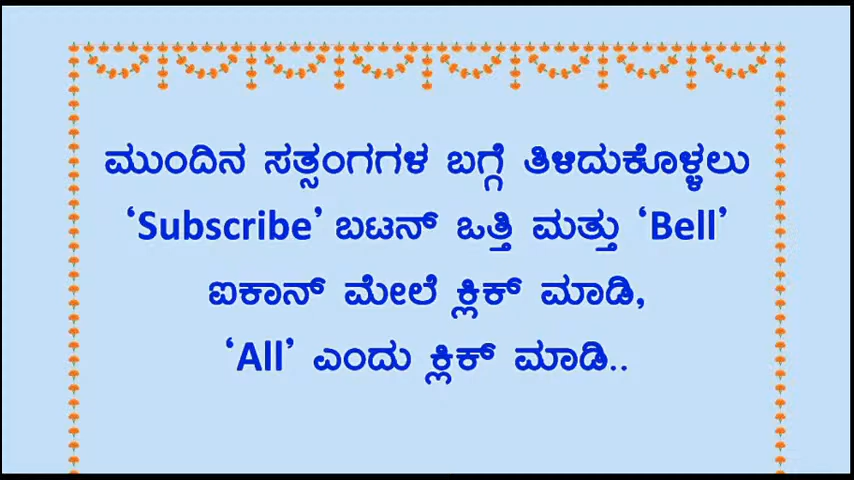 ಮುಂದಿನ ಸತ್ಸಂಗಗಳ ಬಗ್ಗೆ ತಿಳಿದುಕೊಳ್ಳಲು
‘Subscribe’ ಬಟನ್ ಒತ್ತಿ ಮತ್ತು ‘Bell’
ಐಕಾನ್ ಮೇಲೆ ಕ್ಲಿಕ್ ಮಾಡಿ,
‘All’ ಎಂದು ಕ್ಲಿಕ್ ಮಾಡಿ..